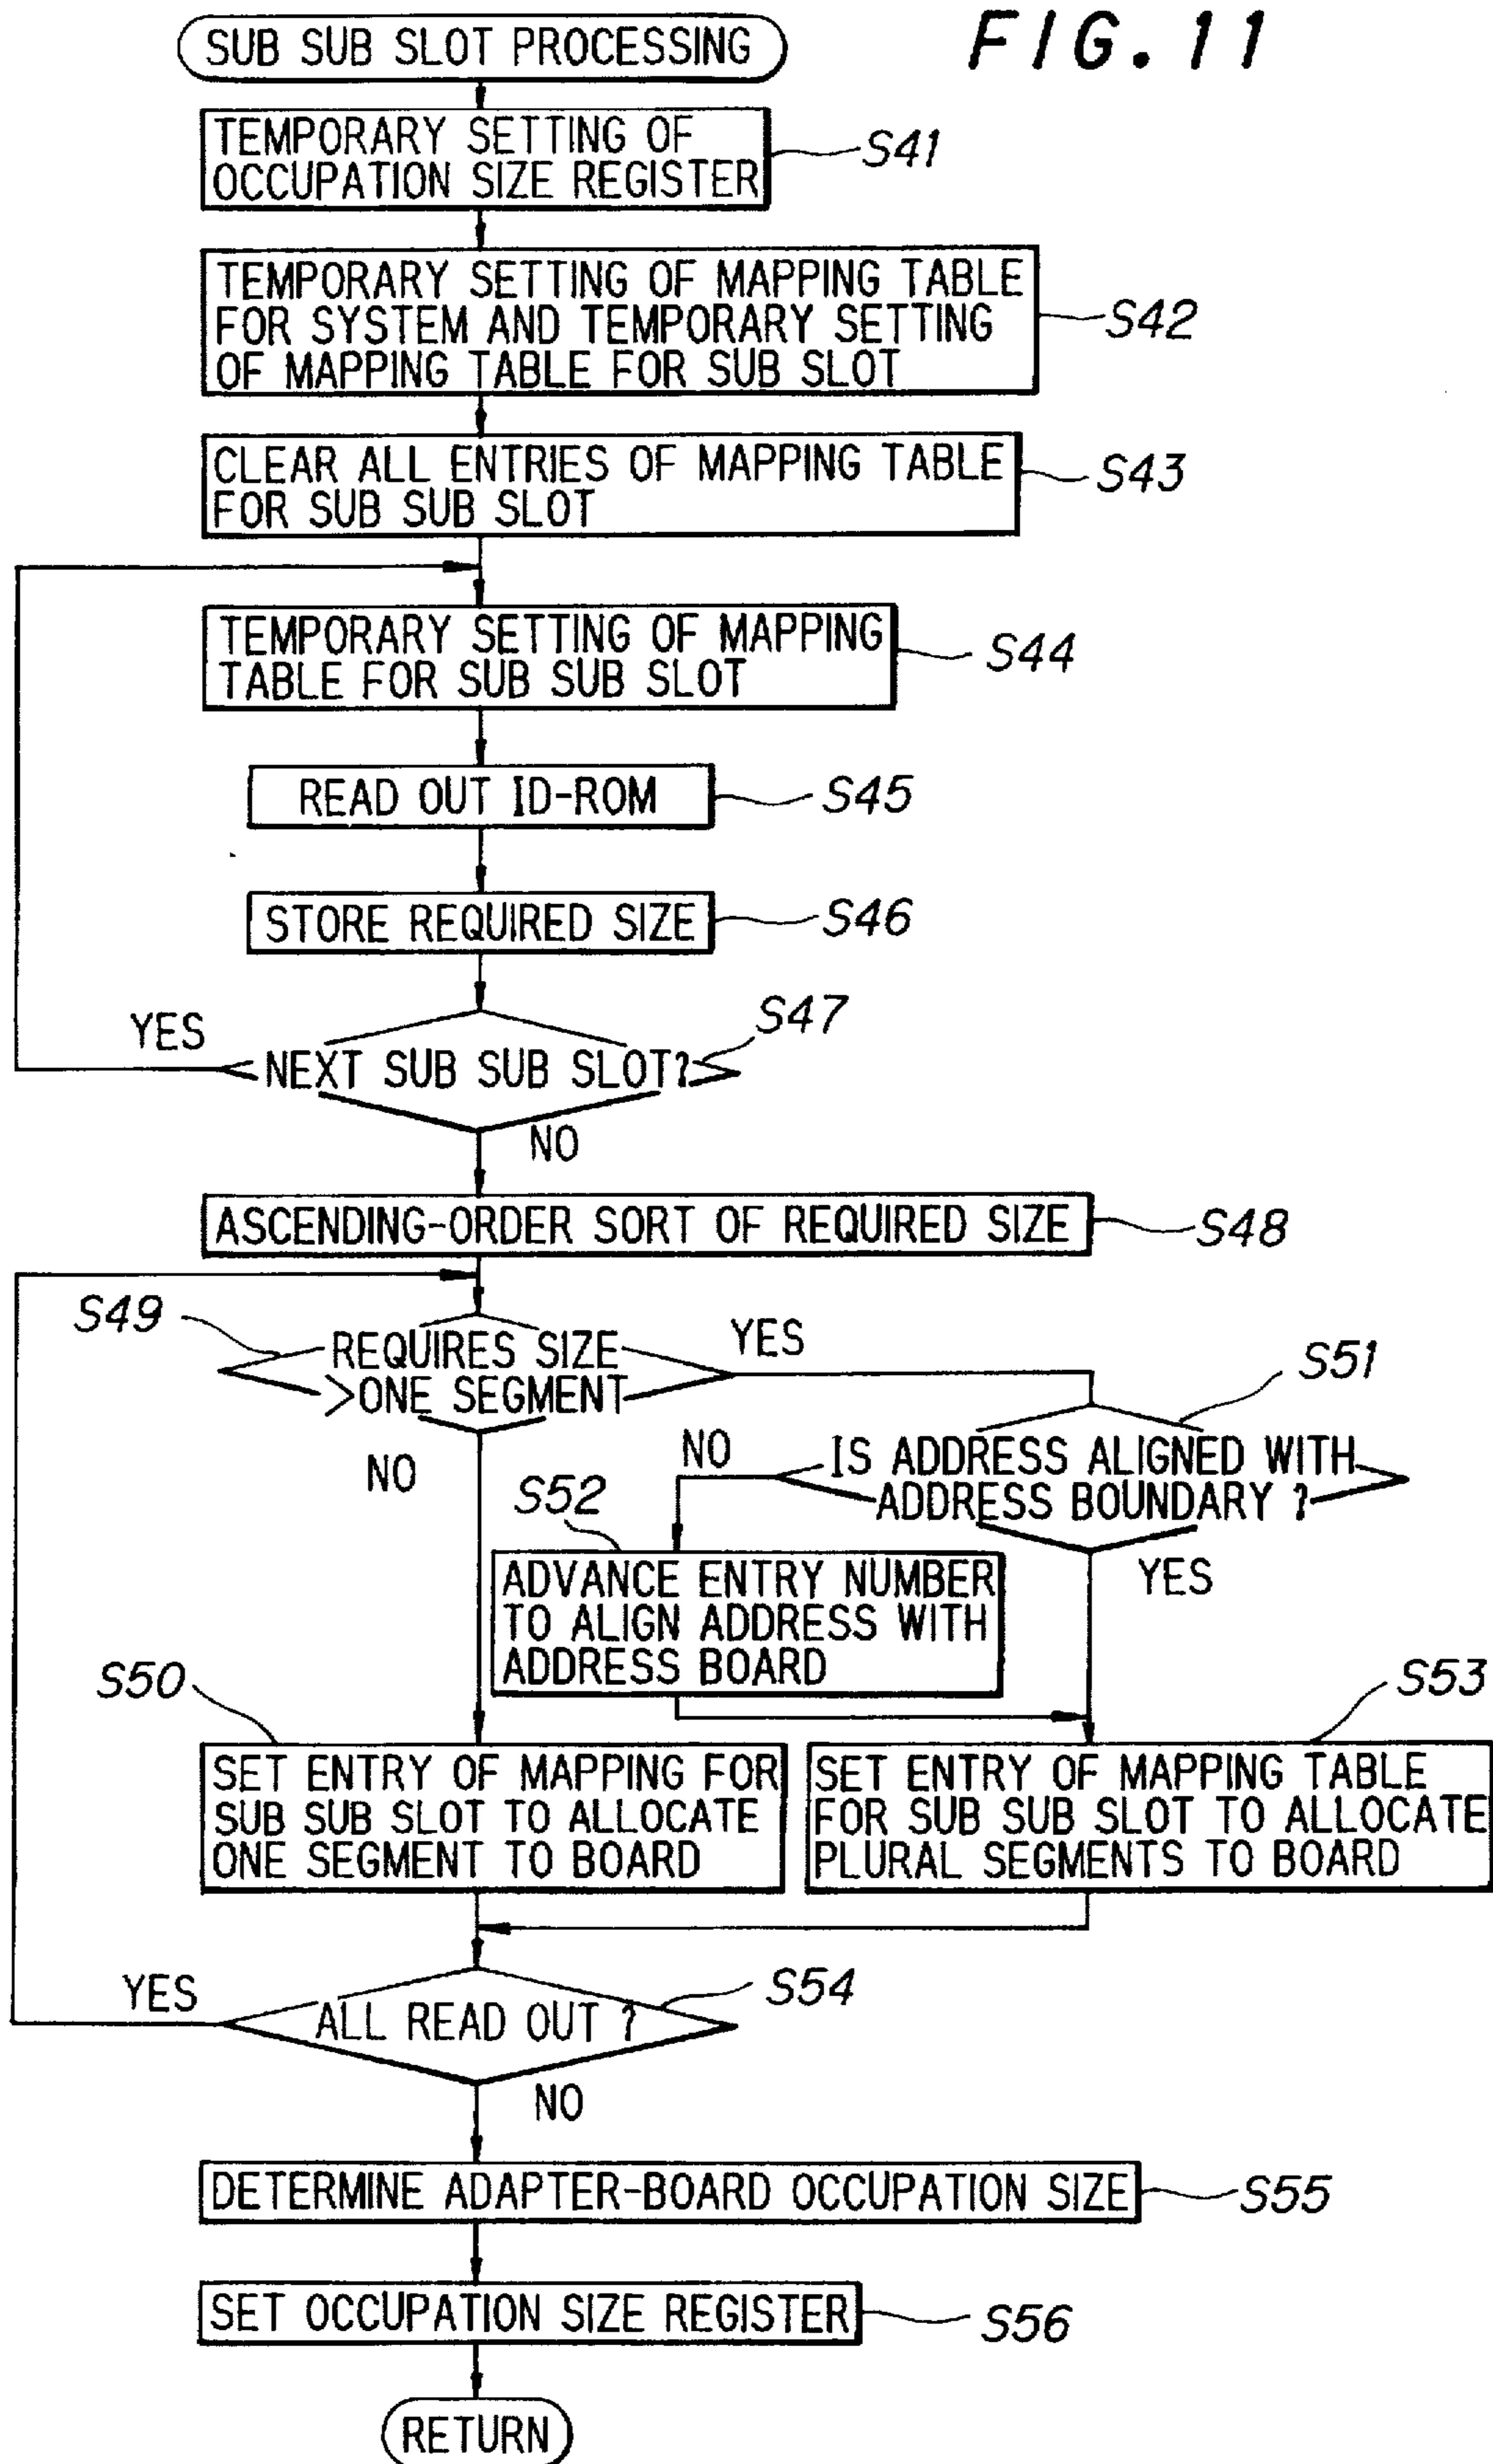 FIG. 11
SUB SUB SLOT PROCESSING
TEMPORARY SETTING OF
OCCUPATION SIZE REGISTER
S41
TEMPORARY SETTING OF MAPPING TABLE
FOR SYSTEM AND TEMPORARY SETTING
OF MAPPING TABLE FOR SUB SLOT
S42
CLEAR ALL ENTRIES OF MAPPING TABLE
FOR SUB SUB SLOT
S43
TEMPORARY SETTING OF MAPPING
TABLE FOR SUB SUB SLOT
S44
READ OUT ID-ROM
S45
STORE REQUIRED SIZE
S46
S47
YES
NEXT SUB SUB SLOT?
NO
ASCENDING-ORDER SORT OF REQUIRED SIZE
S48
S49
REQUIRES SIZE
>ONE SEGMENT
YES
NO
S51
IS ADDRESS ALIGNED WITH
ADDRESS BOUNDARY ?
NO
YES
S52
ADVANCE ENTRY NUMBER
TO ALIGN ADDRESS WITH
ADDRESS BOARD
S50
SET ENTRY OF MAPPING FOR
SUB SUB SLOT TO ALLOCATE
ONE SEGMENT TO BOARD
S53
SET ENTRY OF MAPPING TABLE
FOR SUB SUB SLOT TO ALLOCATE
PLURAL SEGMENTS TO BOARD
YES
ALL READ OUT ?
S54
NO
DETERMINE ADAPTER-BOARD OCCUPATION SIZE
S55
SET OCCUPATION SIZE REGISTER
S56
RETURN